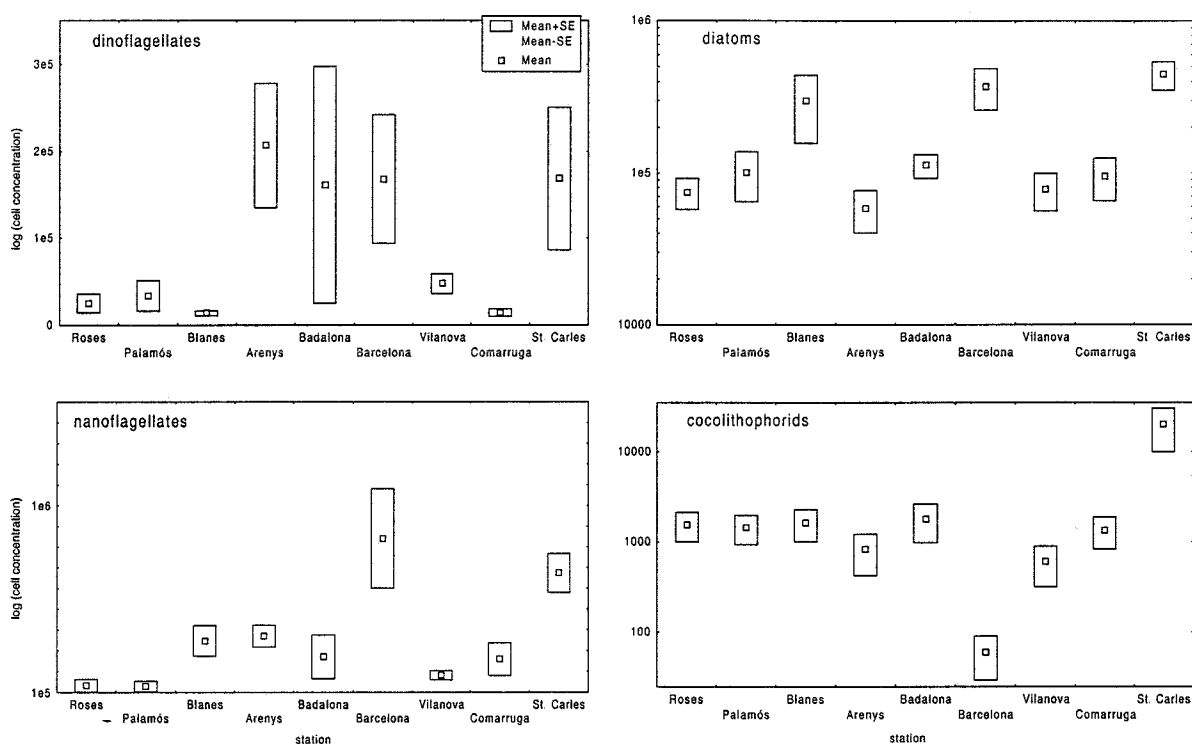 dinoflagellates
Mean+SE
Mean-SE
Mean
log (cell concentration)
3e5
2e5
1e5
0
Roses Blanes Badalona Vilanova St. Carles
Palamós Arenys Barcelona Comarruga
diatoms
1e6
1e5
10000
Roses Blanes Badalona Vilanova St. Carles
Palamós Arenys Barcelona Comarruga
nanoflagellates
log (cell concentration)
1e6
1e5
Roses Blanes Badalona Vilanova St. Carles
Palamós Arenys Barcelona Comarruga
station
cocolithophorids
10000
1000
100
Roses Blanes Badalona Vilanova St. Carles
Palamós Arenys Barcelona Comarruga
station